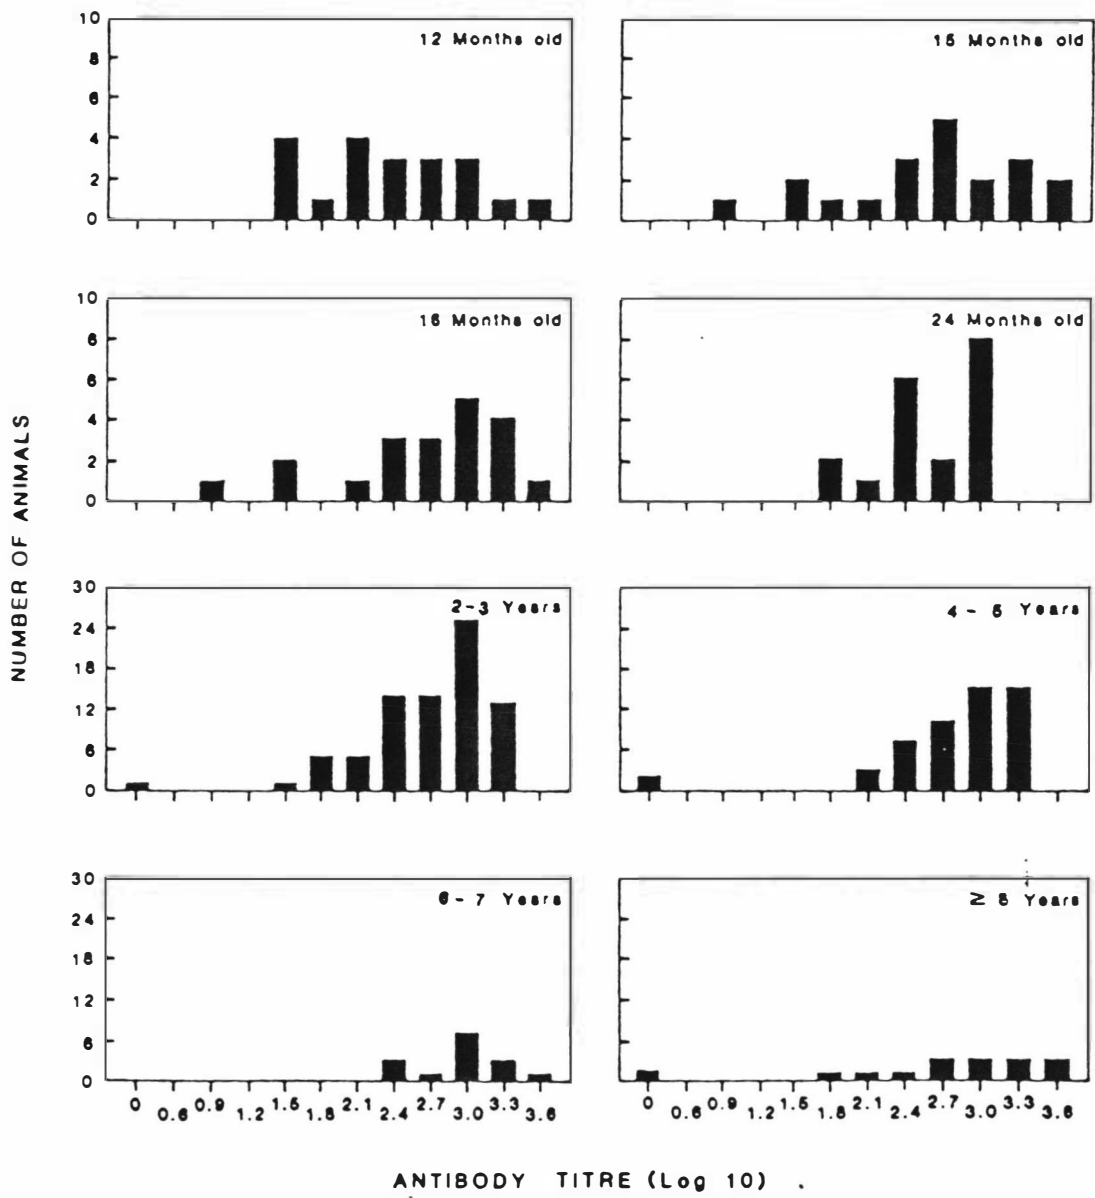 NUMBER OF ANIMALS
10
8
6
4
2
0
12 Months old
15 Months old
10
8
6
4
2
0
18 Months old
24 Months old
30
24
18
12
6
0
2-3 Years
4 - 5 Years
30
24
18
12
6
0
6-7 Years
≥ 8 Years
0 0.6 0.9 1.2 1.5 1.8 2.1 2.4 2.7 3.0 3.3 3.6
0 0.6 0.9 1.2 1.5 1.8 2.1 2.4 2.7 3.0 3.3 3.6
ANTIBODY TITRE (Log 10)